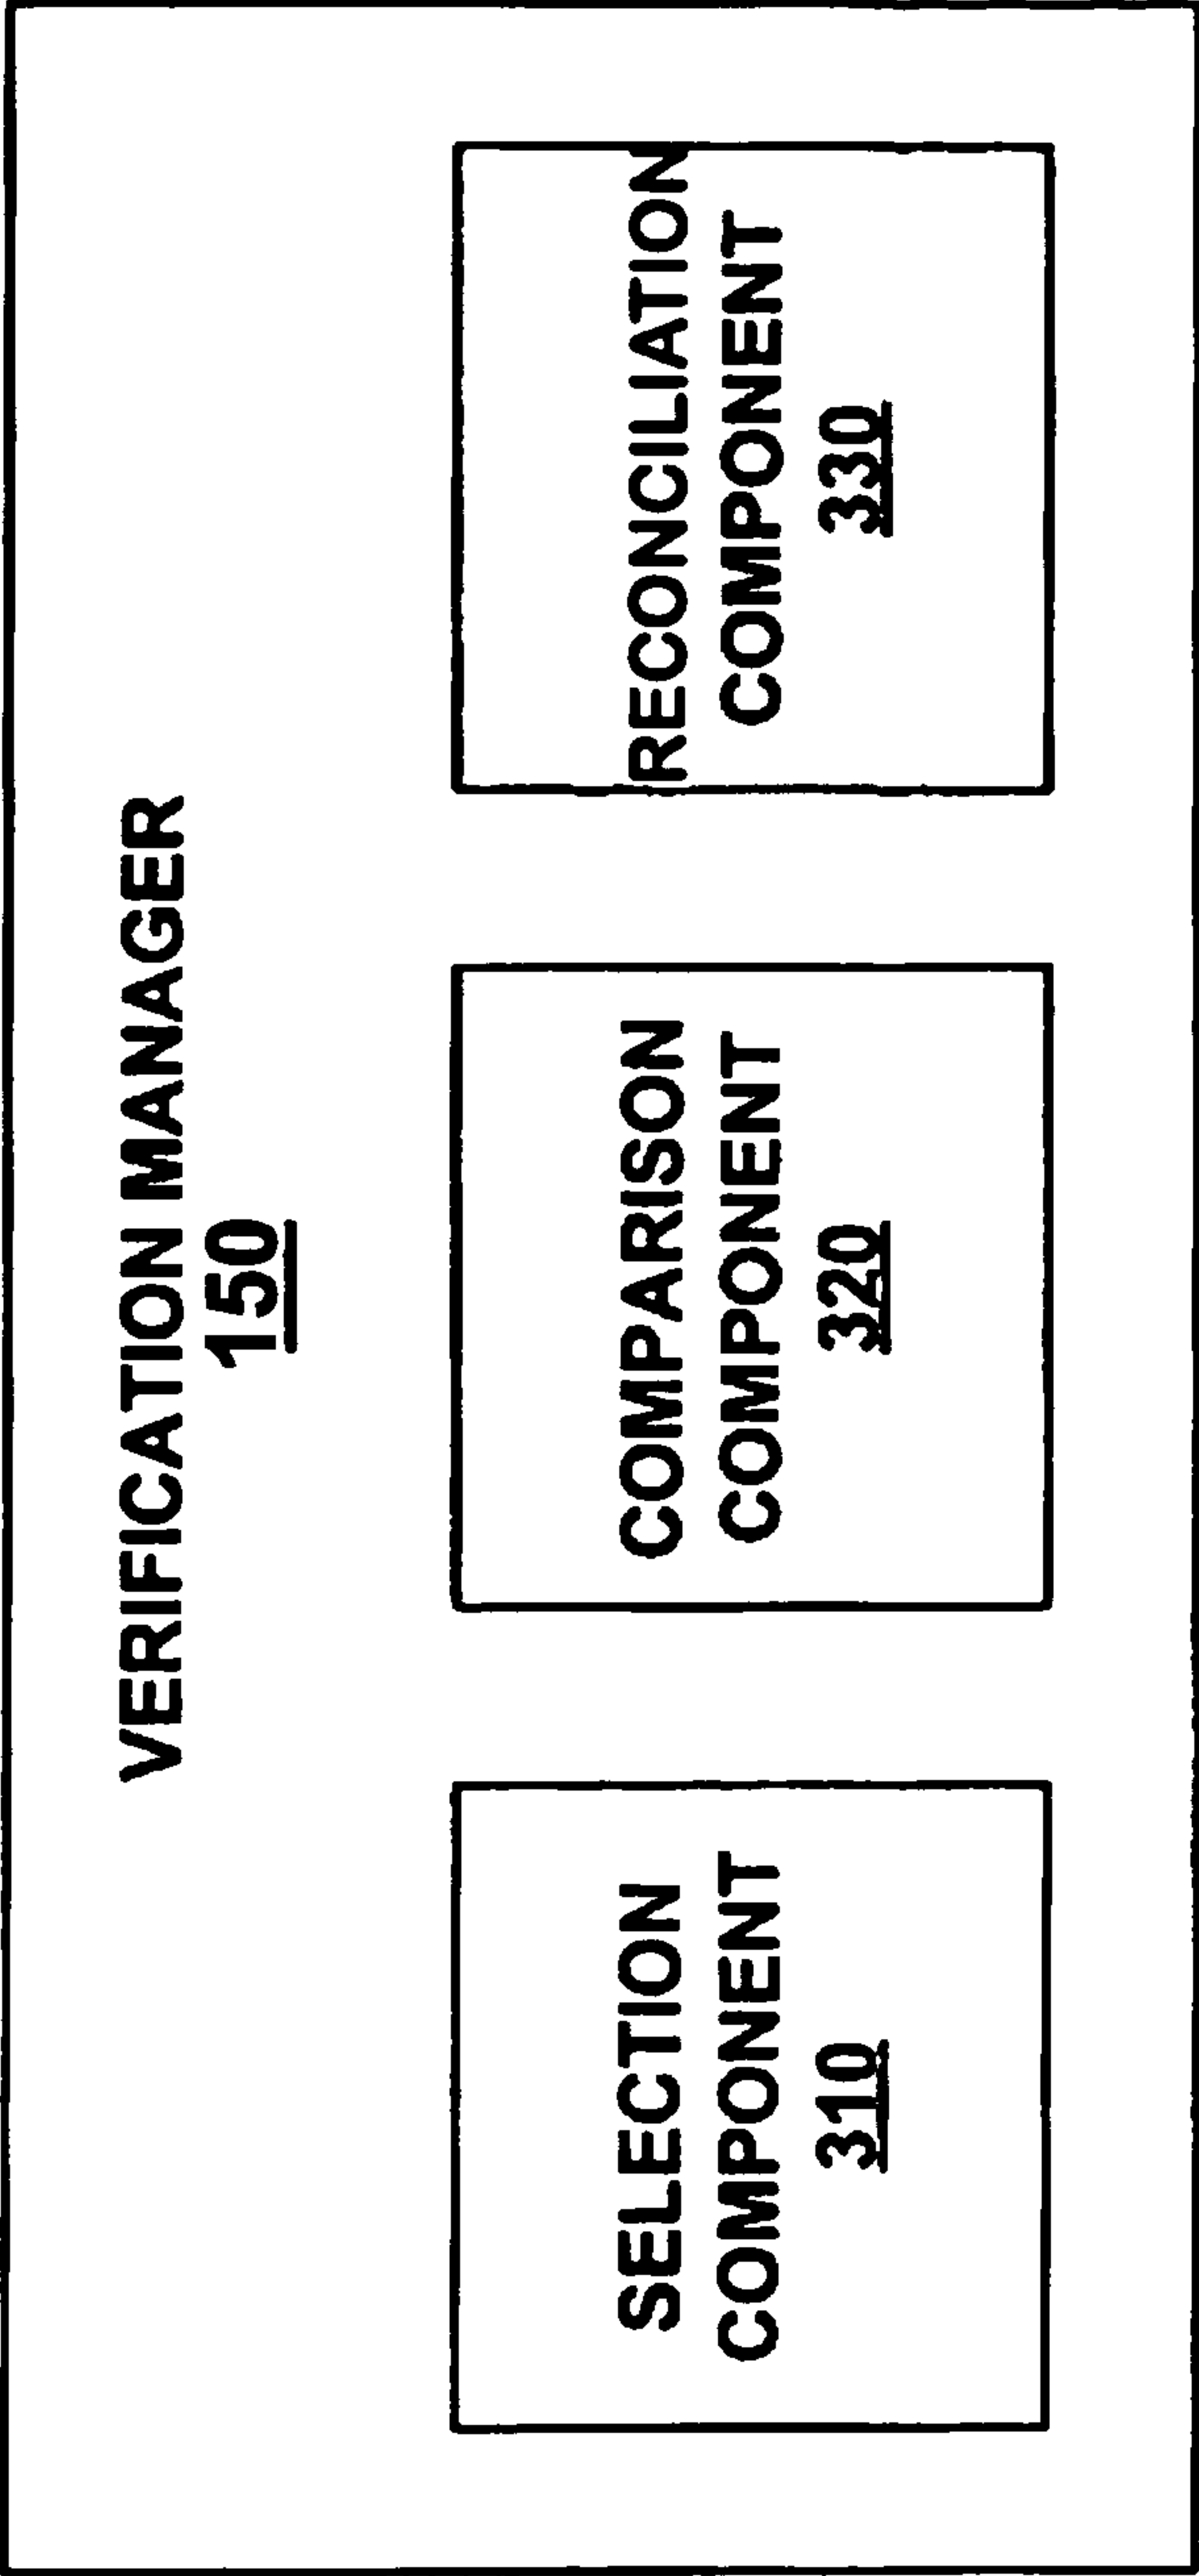 VERIFICATION MANAGER
150
SELECTION
COMPONENT
310
COMPARISON
COMPONENT
320
RECONCILIATION
COMPONENT
330